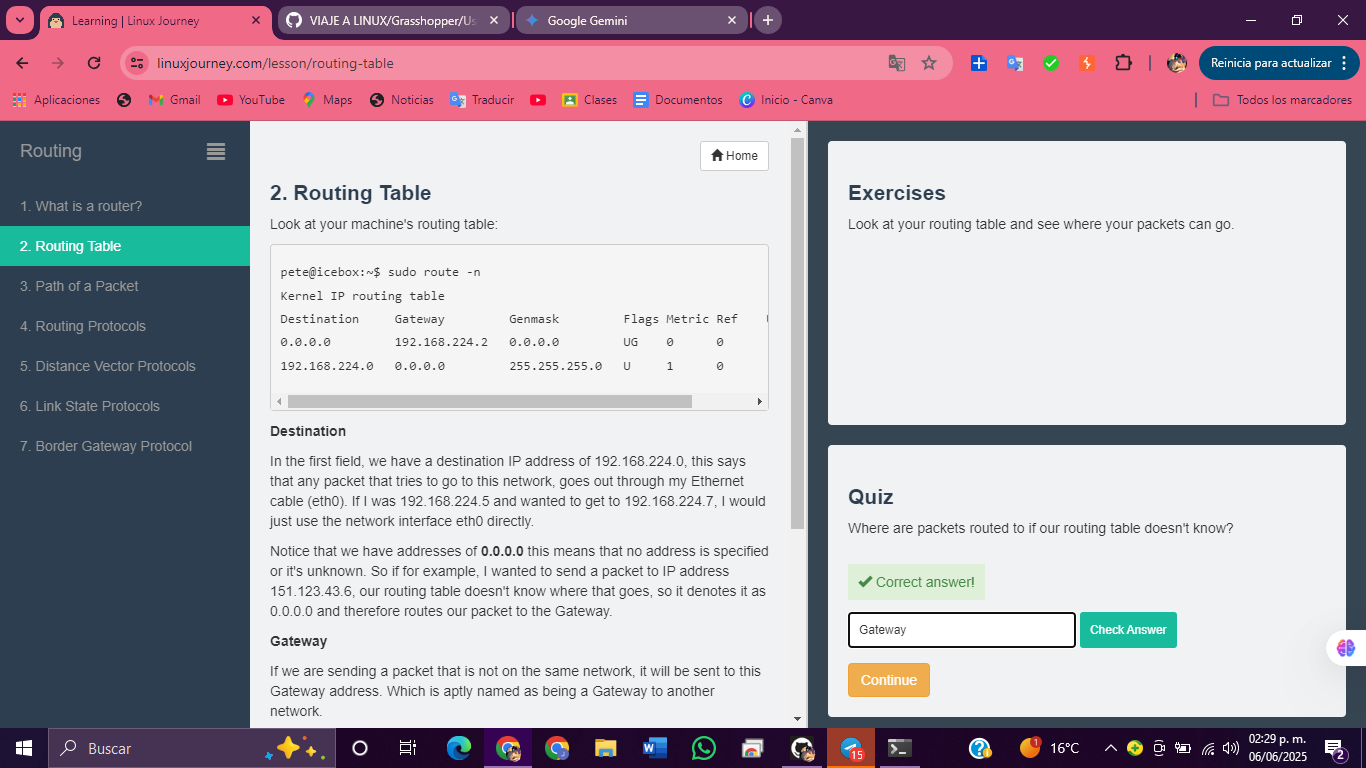 Learning | Linux Journey
VIAJE A LINUX/Grasshopper/Us
Google Gemini
linuxjourney.com/lesson/routing-table
Reinicia para actualizar
Aplicaciones
Gmail
YouTube
Maps
Noticias
Traducir
Clases
Documentos
Inicio - Canva
Todos los marcadores
Routing
1. What is a router?
2. Routing Table
3. Path of a Packet
4. Routing Protocols
5. Distance Vector Protocols
6. Link State Protocols
7. Border Gateway Protocol
Home
2. Routing Table
Look at your machine's routing table:
pete@icebox:~$ sudo route -n
Kernel IP routing table
Destination Gateway Genmask Flags Metric Ref
0.0.0.0 192.168.224.2 0.0.0.0 UG 0 0
192.168.224.0 0.0.0.0 255.255.255.0 U 1 0
Destination
In the first field, we have a destination IP address of 192.168.224.0, this says
that any packet that tries to go to this network, goes out through my Ethernet
cable (eth0). If I was 192.168.224.5 and wanted to get to 192.168.224.7, I would
just use the network interface eth0 directly.
Notice that we have addresses of 0.0.0.0 this means that no address is specified
or it's unknown. So if for example, I wanted to send a packet to IP address
151.123.43.6, our routing table doesn't know where that goes, so it denotes it as
0.0.0.0 and therefore routes our packet to the Gateway.
Gateway
If we are sending a packet that is not on the same network, it will be sent to this
Gateway address. Which is aptly named as being a Gateway to another
network.
Exercises
Look at your routing table and see where your packets can go.
Quiz
Where are packets routed to if our routing table doesn't know?
Correct answer!
Gateway
Check Answer
Continue
Buscar
15
1
16°C
02:29 p. m.
06/06/2025
2